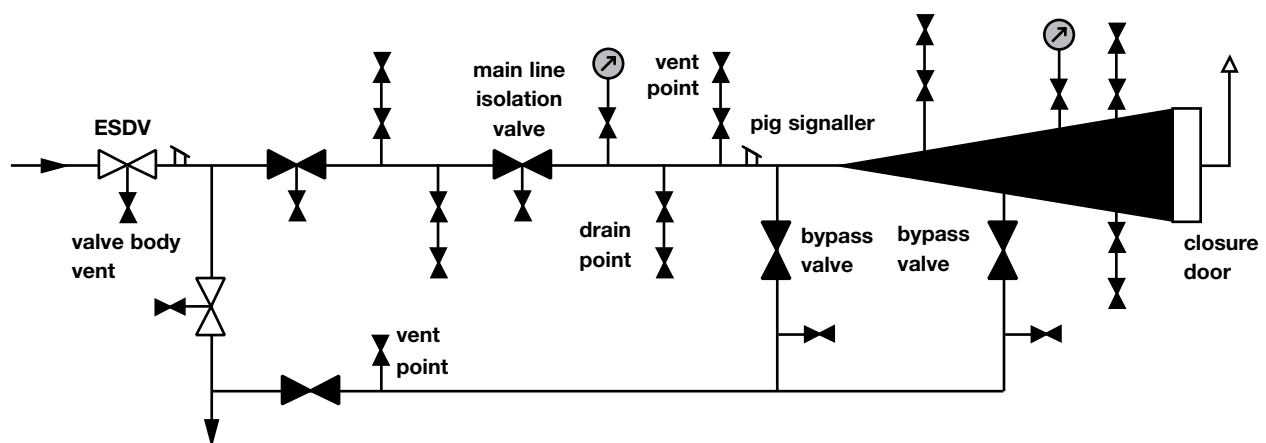 ESDV
valve body
vent
main line
isolation
valve
vent
point
pig signaller
drain
point
bypass
valve
bypass
valve
closure
door
vent
point